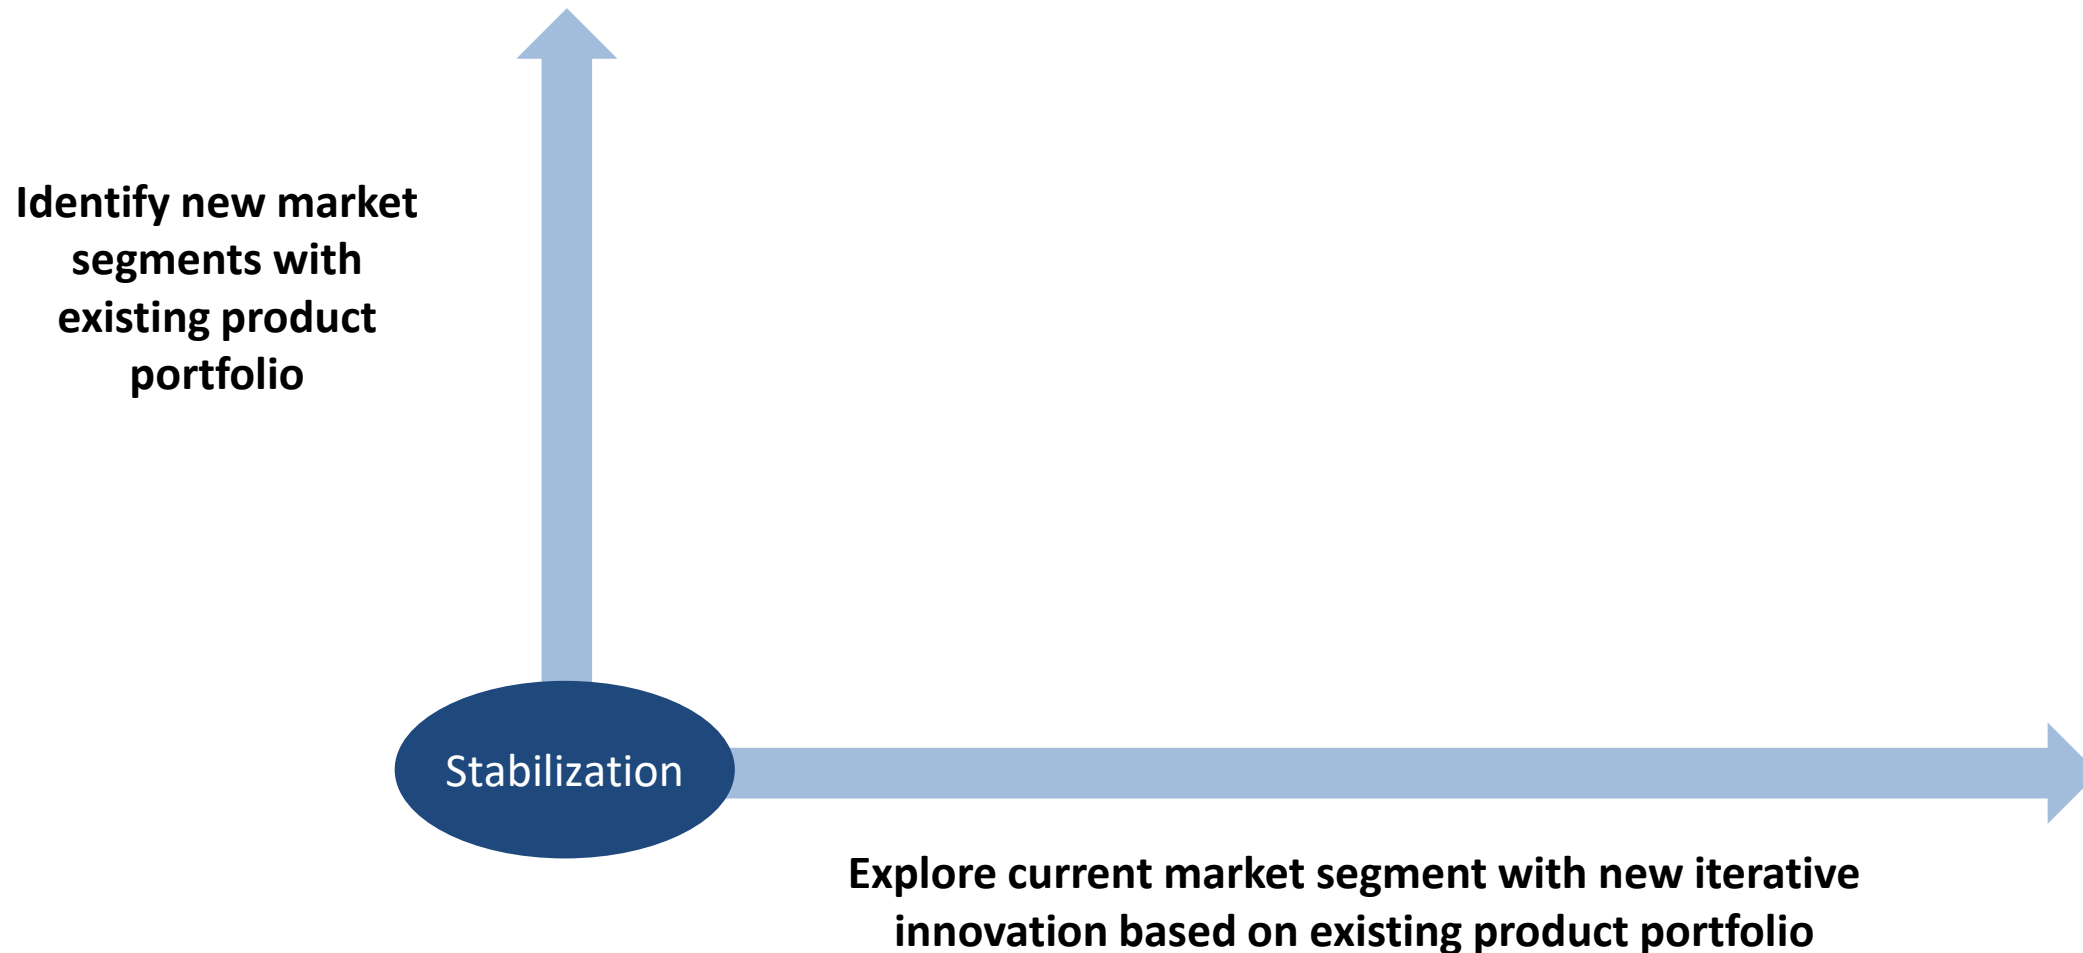 Identify new market
segments with
existing product
portfolio
Stabilization
Explore current market segment with new iterative
innovation based on existing product portfolio